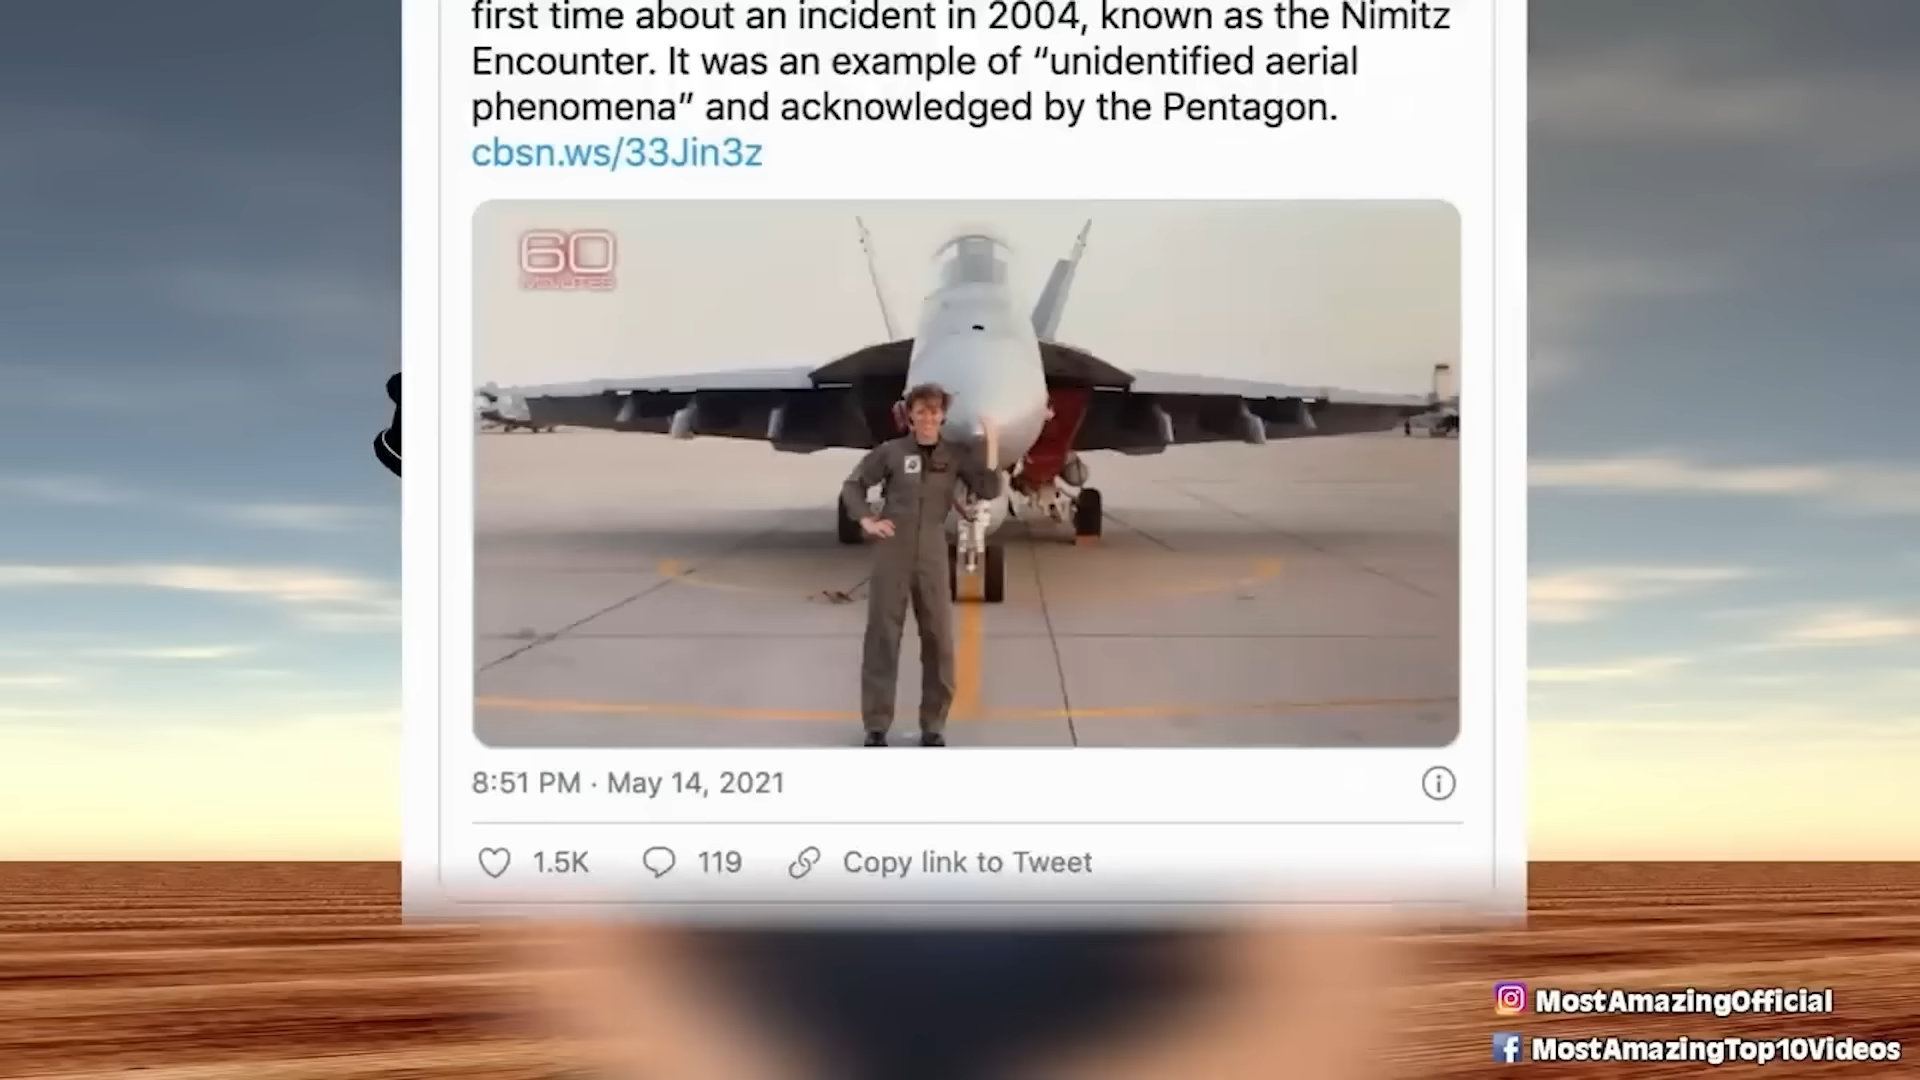 first time about an incident in 2004, known as the Nimitz
Encounter. It was an example of “unidentified aerial
phenomena” and acknowledged by the Pentagon.
cbsn.ws/33Jin3z
60
MINUTES
8:51 PM · May 14, 2021
1.5K 119 Copy link to Tweet
MostAmazingOfficial
MostAmazingTop10Videos